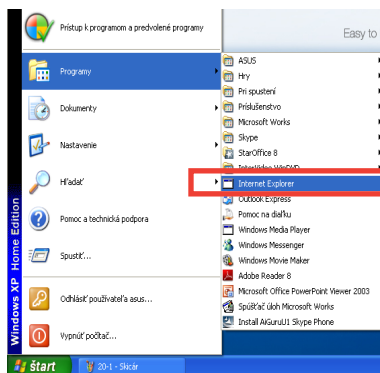 Prístup k programom a predvolené programy
Programy
Dokumenty
Nastavenie
Hľadať
Pomoc a technická podpora
Spustiť...
Odhlásiť používateľa asus...
Vypnúť počítač...
Windows XP Home Edition
Easy to
ASUS
Hry
Pri spustení
Príslušenstvo
Microsoft Works
Skype
StarOffice 8
InterVideo WinDVD
Internet Explorer
Outlook Express
Pomoc na diaľku
Windows Media Player
Windows Messenger
Windows Movie Maker
Adobe Reader 8
Microsoft Office PowerPoint Viewer 2003
Spúšťač úloh Microsoft Works
Install AiGuruU1 Skype Phone
štart
20-1 - Skicár